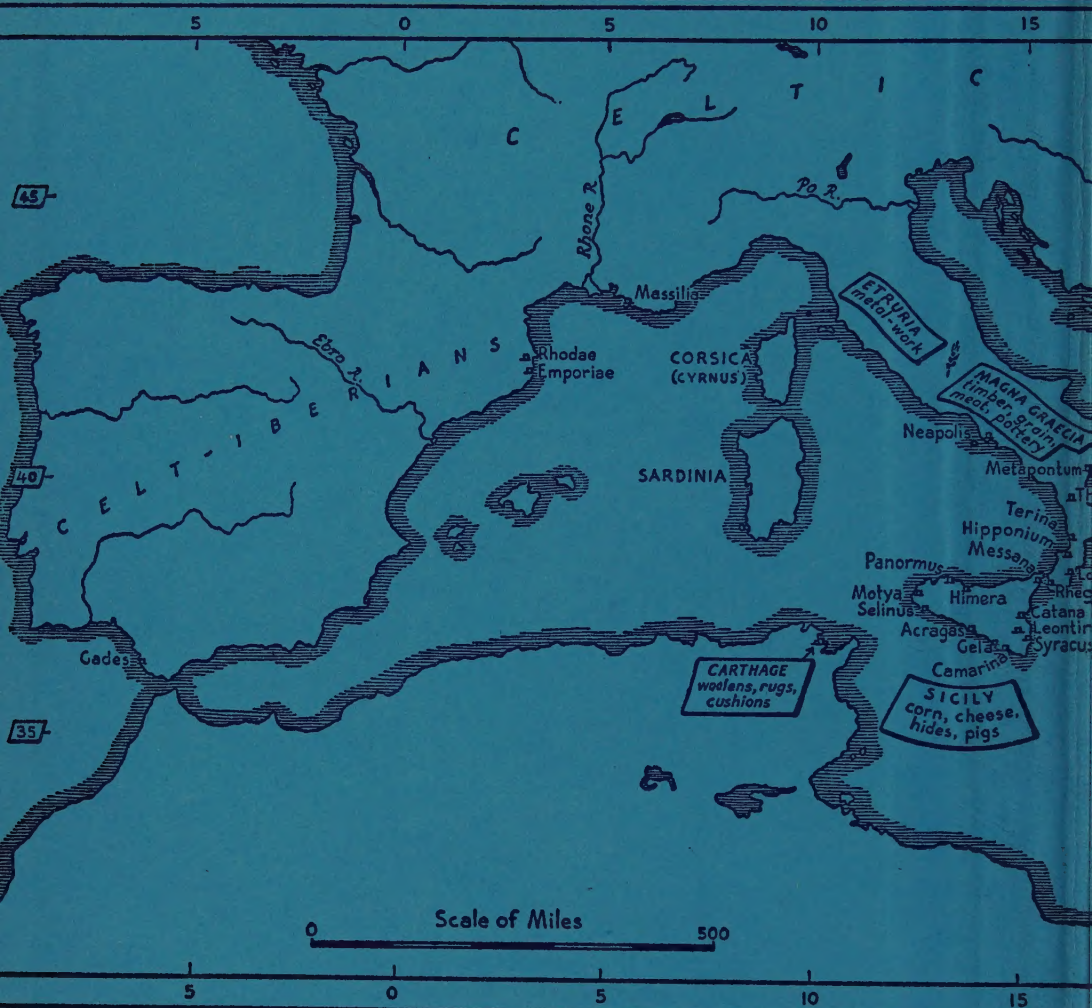 5 0 5 10 15
C E L T I C
45
Rhone R.
Po R.
Massilia
ETRURIA
metal-work
Ebro R.
CELT-IBERIANS
Rhodae
Emporiae
CORSICA
(CYRNUS)
MAGNA GRAECIA
timber, grain,
meat, pottery
Neapolis
40
SARDINIA
Metapontum
Terina
Hipponium
Messana
Panormus
Motya
Himera
Selinus
Catana
Acragas
Gela
Camarina
Gades
CARTHAGE
woolens, rugs,
cushions
SICILY
corn, cheese,
hides, pigs
35
Scale of Miles
0 500
5 0 5 10 15